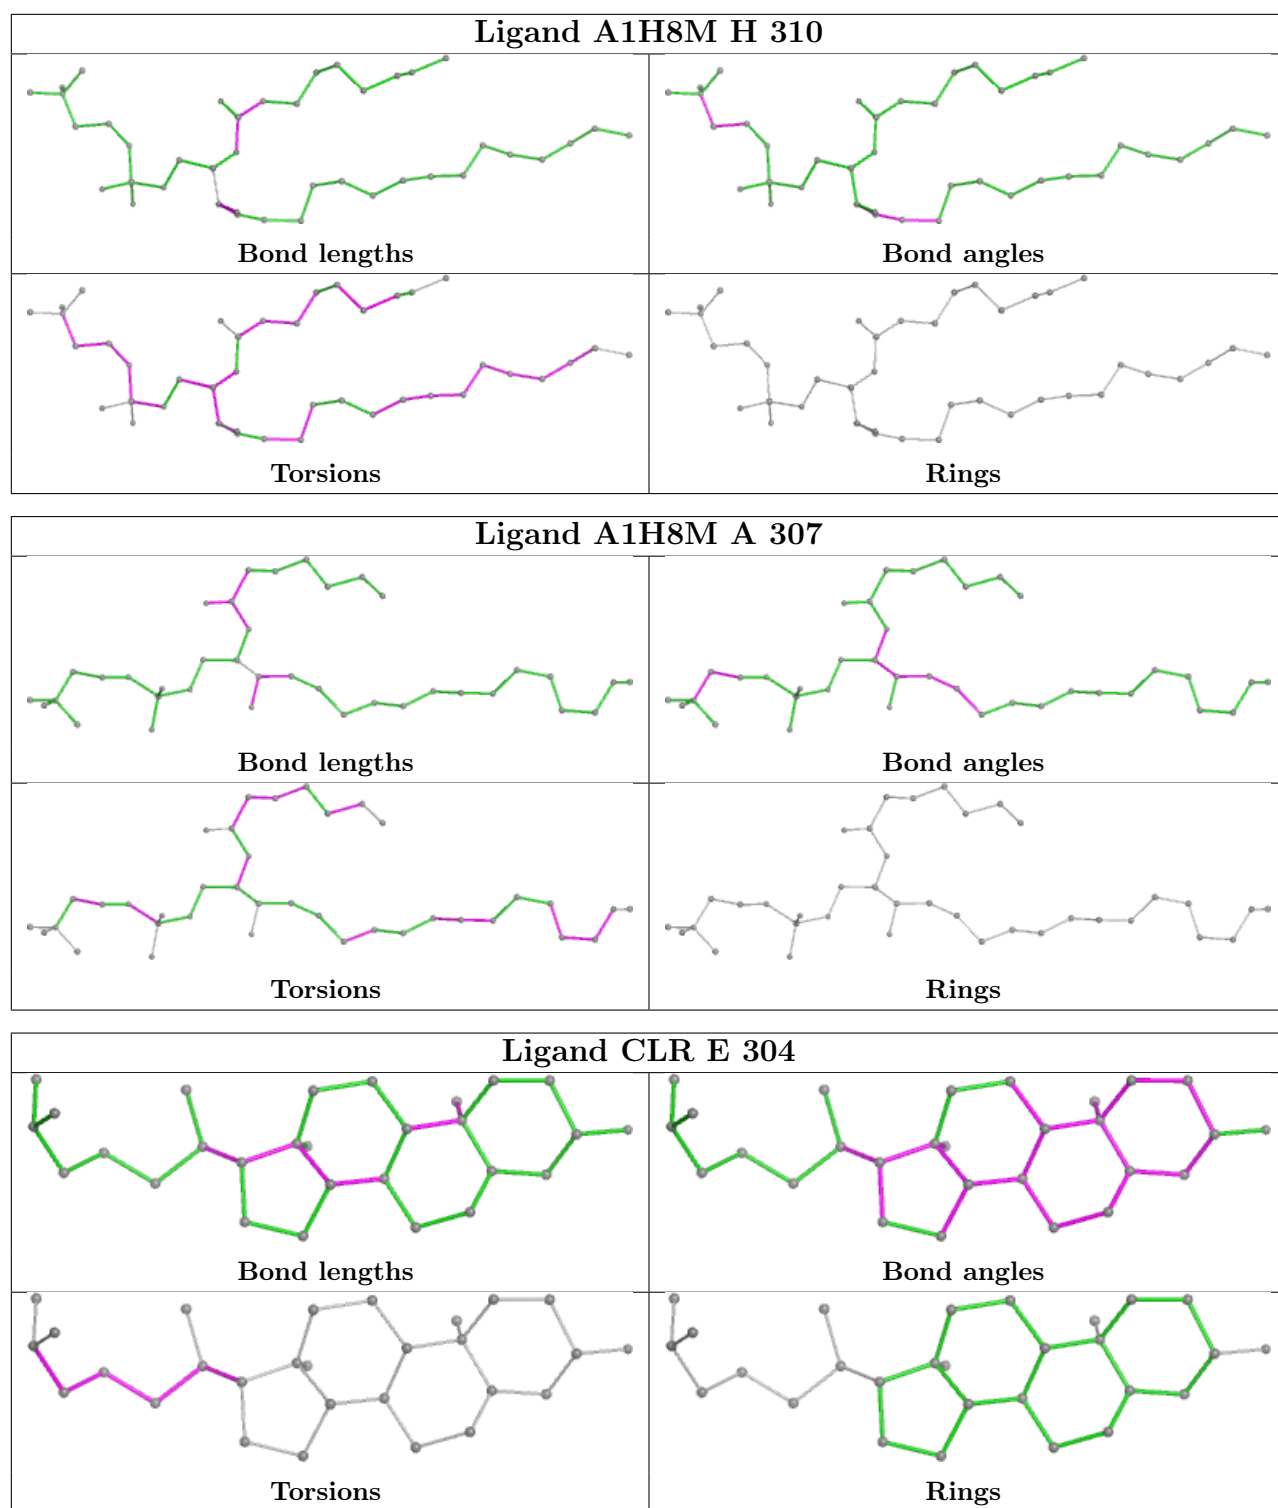 Ligand A1H8M H 310
Bond lengths
Bond angles
Torsions
Rings
Ligand A1H8M A 307
Bond lengths
Bond angles
Torsions
Rings
Ligand CLR E 304
Bond lengths
Bond angles
Torsions
Rings